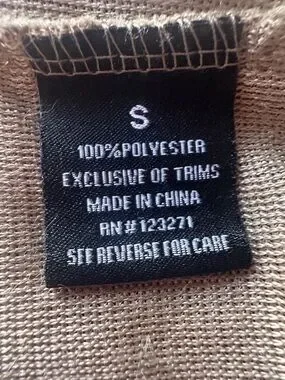 S
100%POLYESTER
EXCLUSIVE OF TRIMS
MADE IN CHINA
RN#123271
SEE REVERSE FOR CARE